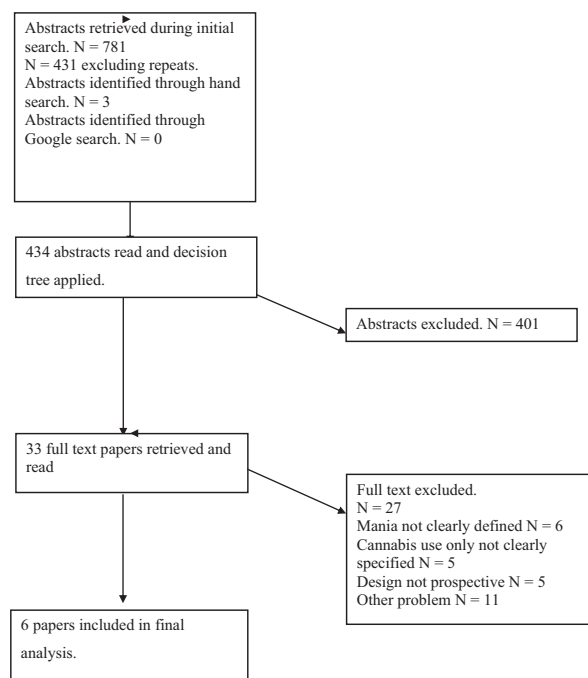 Abstracts retrieved during initial
search. N = 781
N = 431 excluding repeats.
Abstracts identified through hand
search. N = 3
Abstracts identified through
Google search. N = 0
434 abstracts read and decision
tree applied.
Abstracts excluded. N = 401
33 full text papers retrieved and
read
Full text excluded.
N = 27
Mania not clearly defined N = 6
Cannabis use only not clearly
specified N = 5
Design not prospective N = 5
Other problem N = 11
6 papers included in final
analysis.